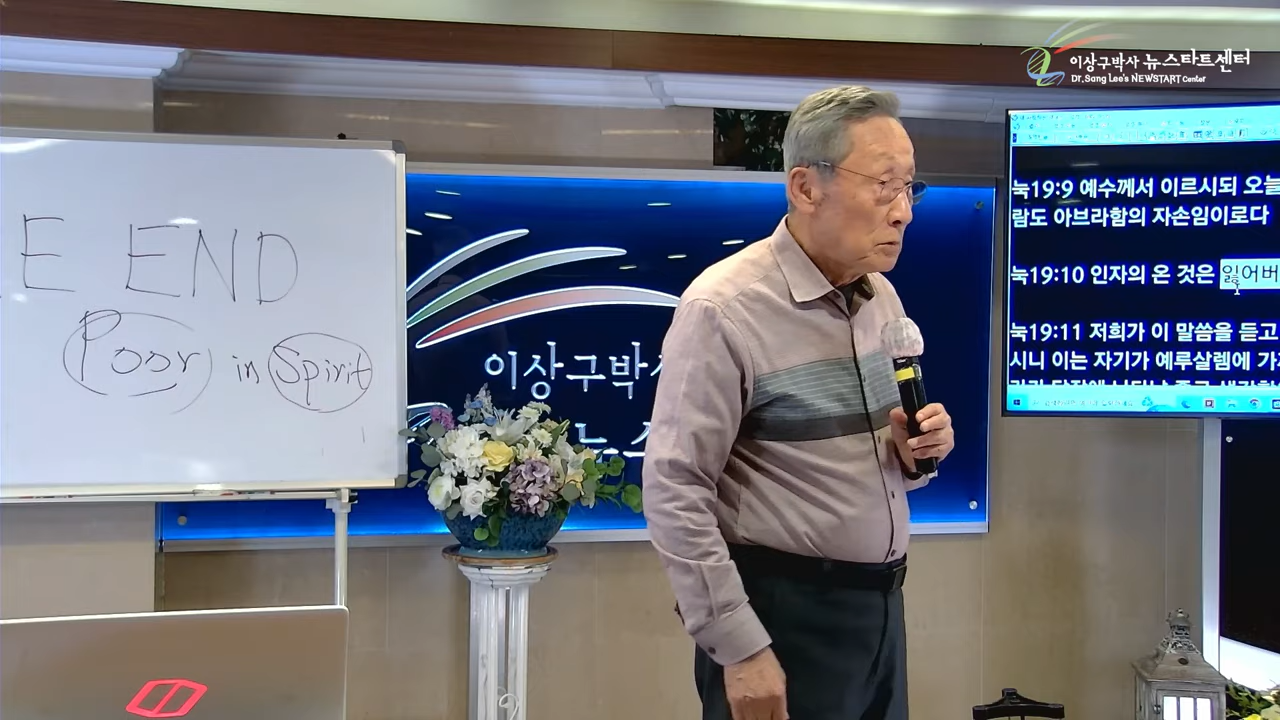 이상구박사 뉴스타트센터
Dr. Sang Lee's NEWSTART Center
E END
Poor in Spirit
이상구박사
뉴스
눅19:9 예수께서 이르시되 오늘
람도 아브라함의 자손임이로다
눅19:10 인자의 온 것은 잃어버
눅19:11 저희가 이 말씀을 듣고
시니 이는 자기가 예루살렘에 가